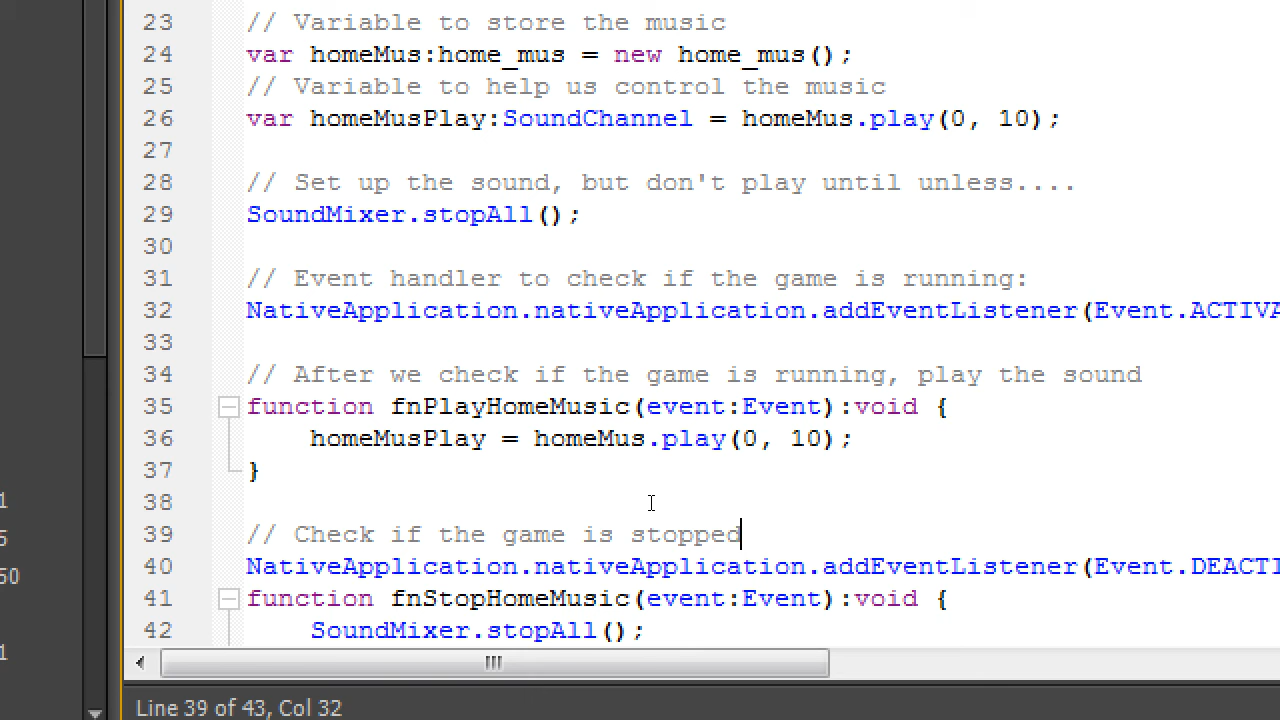 23 // Variable to store the music
24 var homeMus:home_mus = new home_mus();
25 // Variable to help us control the music
26 var homeMusPlay:SoundChannel = homeMus.play(0, 10);
27
28 // Set up the sound, but don't play until unless....
29 SoundMixer.stopAll();
30
31 // Event handler to check if the game is running:
32 NativeApplication.nativeApplication.addEventListener(Event.ACTIVA
33
34 // After we check if the game is running, play the sound
35 function fnPlayHomeMusic(event:Event):void {
36 homeMusPlay = homeMus.play(0, 10);
37 }
38
39 // Check if the game is stopped
40 NativeApplication.nativeApplication.addEventListener(Event.DEACTI
41 function fnStopHomeMusic(event:Event):void {
42 SoundMixer.stopAll();
1
5
50
1
Line 39 of 43, Col 32